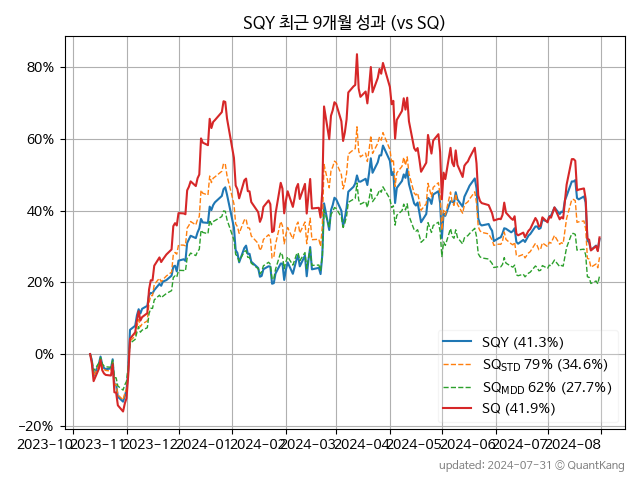 SQY 최근 9개월 성과 (vs SQ)
80%
60%
40%
20%
0%
−20%
SQY (41.3%)
SQSTD 79% (34.6%)
SQMDD 62% (27.7%)
SQ (41.9%)
2023-10 2023-11 2023-12 2024-01 2024-02 2024-03 2024-04 2024-05 2024-06 2024-07 2024-08
updated: 2024-07-31 © QuantKang